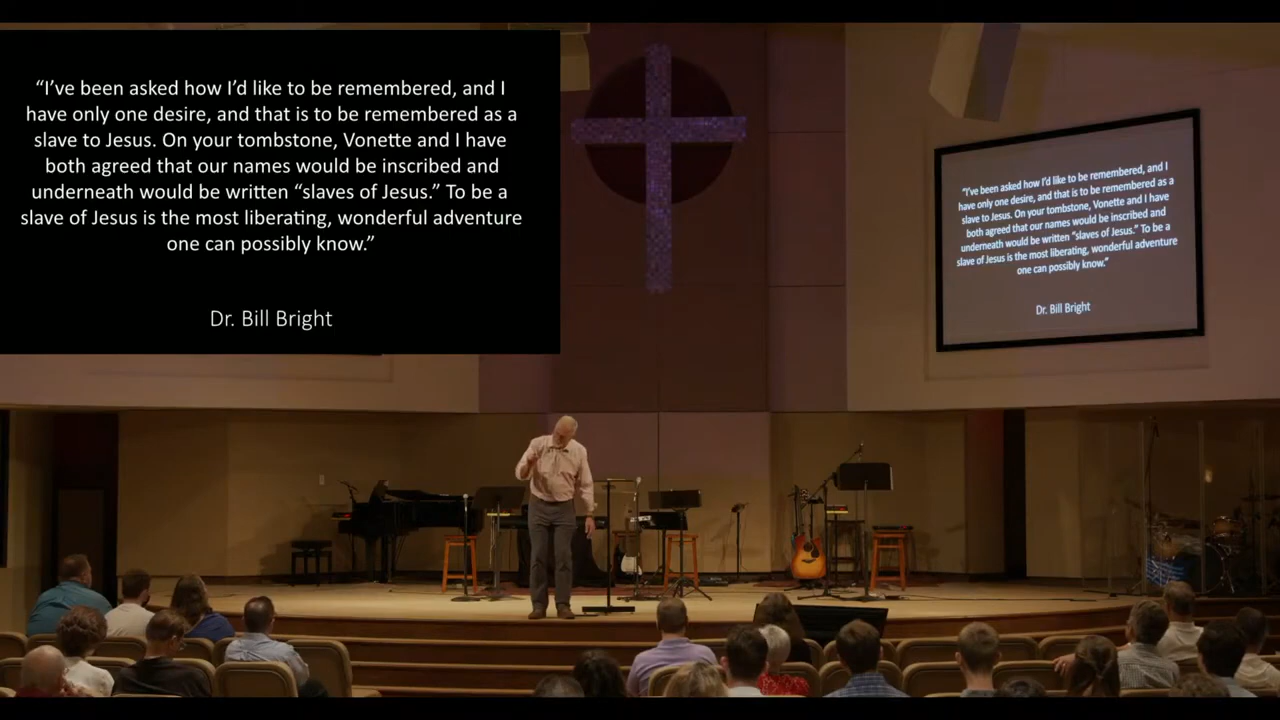 “I’ve been asked how I’d like to be remembered, and I
have only one desire, and that is to be remembered as a
slave to Jesus. On your tombstone, Vonette and I have
both agreed that our names would be inscribed and
underneath would be written “slaves of Jesus.” To be a
slave of Jesus is the most liberating, wonderful adventure
one can possibly know.”
Dr. Bill Bright
“I’ve been asked how I’d like to be remembered, and I
have only one desire, and that is to be remembered as a
slave to Jesus. On your tombstone, Vonette and I have
both agreed that our names would be inscribed and
underneath would be written “slaves of Jesus.” To be a
slave of Jesus is the most liberating, wonderful adventure
one can possibly know.”
Dr. Bill Bright